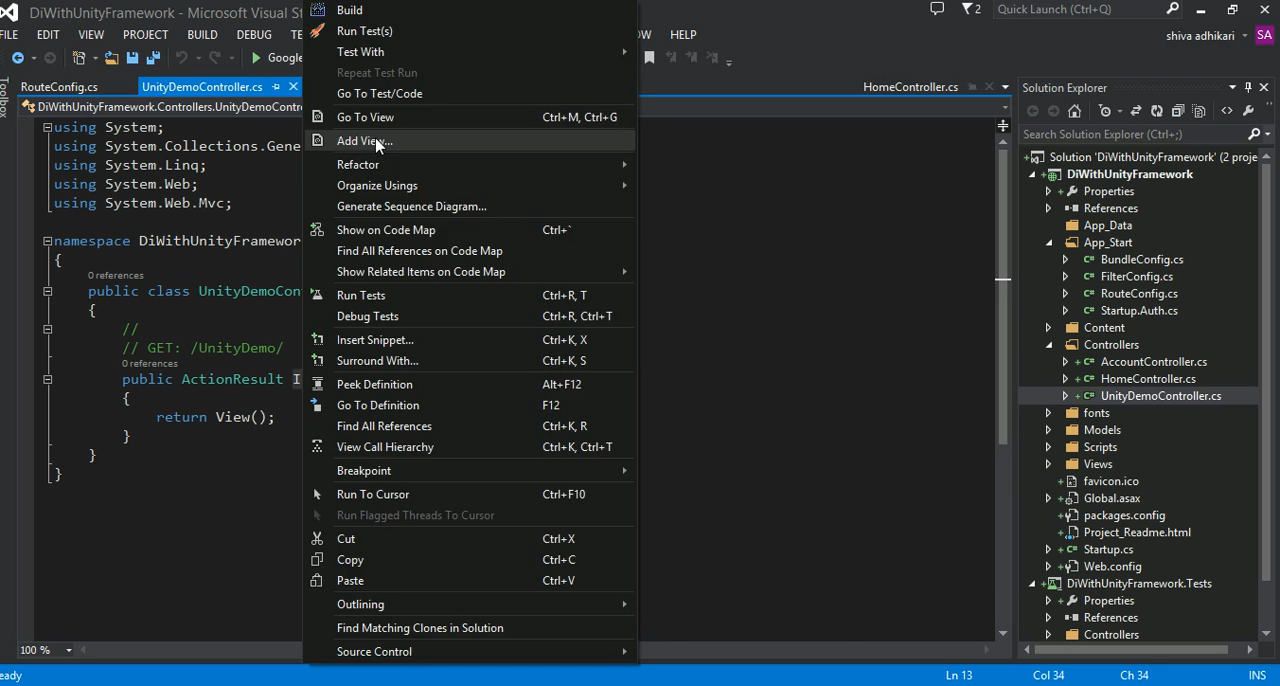 DiWithUnityFramework - Microsoft Visual St
Quick Launch (Ctrl+Q)
2
FILE EDIT VIEW PROJECT BUILD DEBUG TE
OW HELP
shiva adhikari
SA
Google
Toolbox
RouteConfig.cs
UnityDemoController.cs
HomeController.cs
DiWithUnityFramework.Controllers.UnityDemoContr
using System;
using System.Collections.Gene
using System.Linq;
using System.Web;
using System.Web.Mvc;
namespace DiWithUnityFramewor
{
0 references
public class UnityDemoCon
{
//
// GET: /UnityDemo/
0 references
public ActionResult I
{
return View();
}
}
}
100 %
Build
Run Test(s)
Test With
Repeat Test Run
Go To Test/Code
Go To View Ctrl+M, Ctrl+G
Add View...
Refactor
Organize Usings
Generate Sequence Diagram...
Show on Code Map Ctrl+`
Find All References on Code Map
Show Related Items on Code Map
Run Tests Ctrl+R, T
Debug Tests Ctrl+R, Ctrl+T
Insert Snippet... Ctrl+K, X
Surround With... Ctrl+K, S
Peek Definition Alt+F12
Go To Definition F12
Find All References Ctrl+K, R
View Call Hierarchy Ctrl+K, Ctrl+T
Breakpoint
Run To Cursor Ctrl+F10
Run Flagged Threads To Cursor
Cut Ctrl+X
Copy Ctrl+C
Paste Ctrl+V
Outlining
Find Matching Clones in Solution
Source Control
Solution Explorer
Search Solution Explorer (Ctrl+;)
Solution 'DiWithUnityFramework' (2 proje
DiWithUnityFramework
Properties
References
App_Data
App_Start
C# BundleConfig.cs
C# FilterConfig.cs
C# RouteConfig.cs
C# Startup.Auth.cs
Content
Controllers
C# AccountController.cs
C# HomeController.cs
C# UnityDemoController.cs
fonts
Models
Scripts
Views
favicon.ico
Global.asax
packages.config
Project_Readme.html
C# Startup.cs
Web.config
DiWithUnityFramework.Tests
Properties
References
Controllers
eady
Ln 13 Col 34 Ch 34 INS